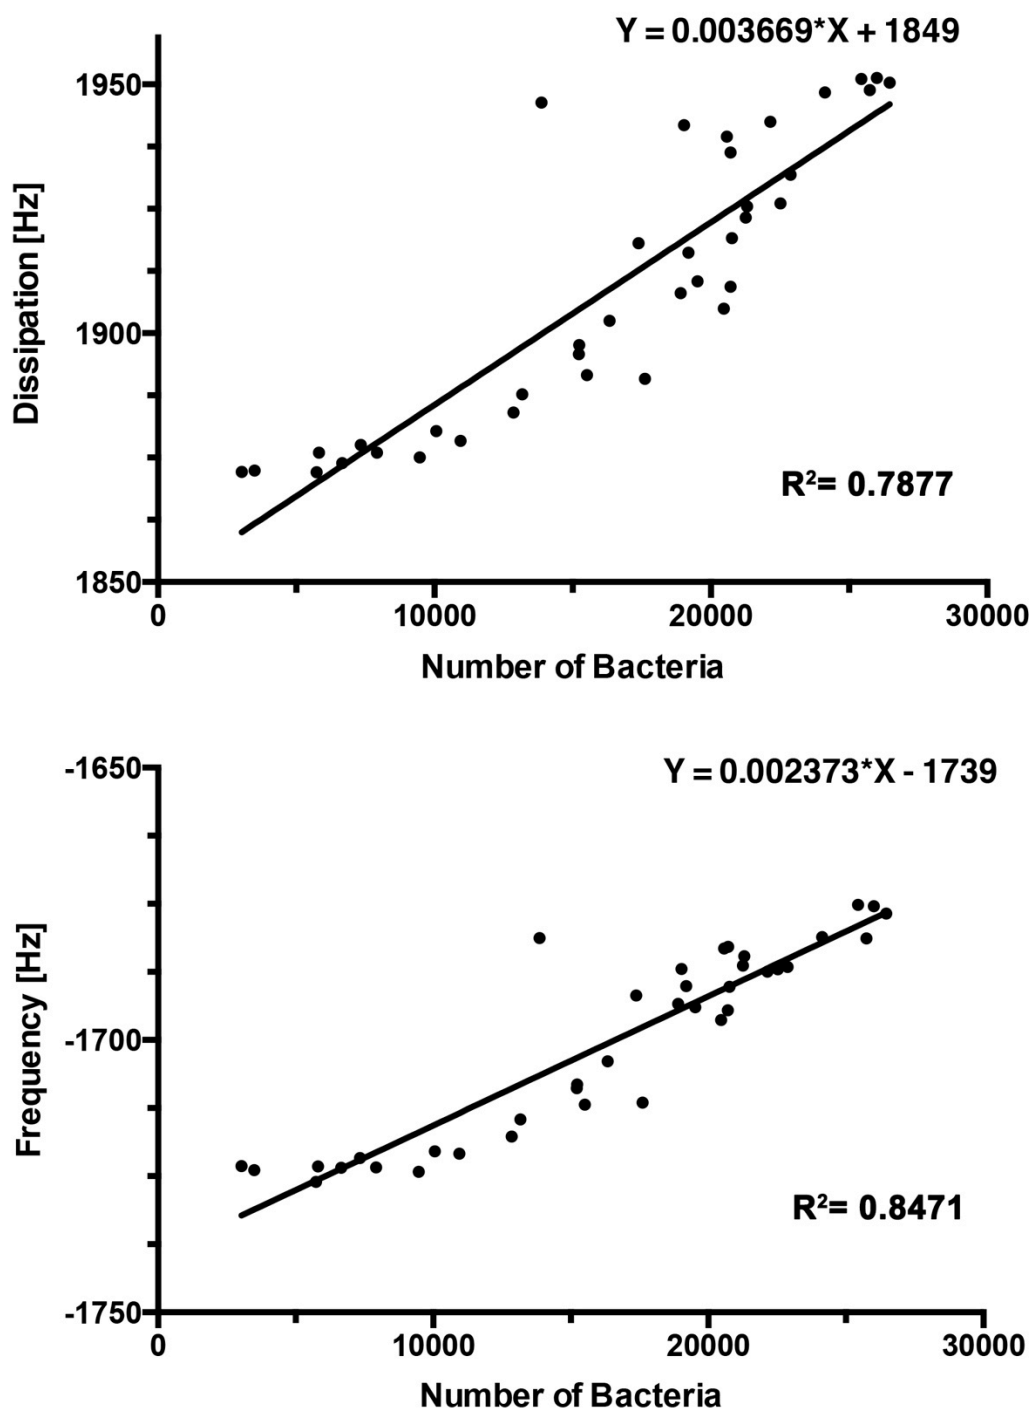 Y = 0.003669*X + 1849
1950
1900
1850
Dissipation [Hz]
R²= 0.7877
0 10000 20000 30000
Number of Bacteria
Y = 0.002373*X - 1739
-1650
-1700
-1750
Frequency [Hz]
R²= 0.8471
0 10000 20000 30000
Number of Bacteria